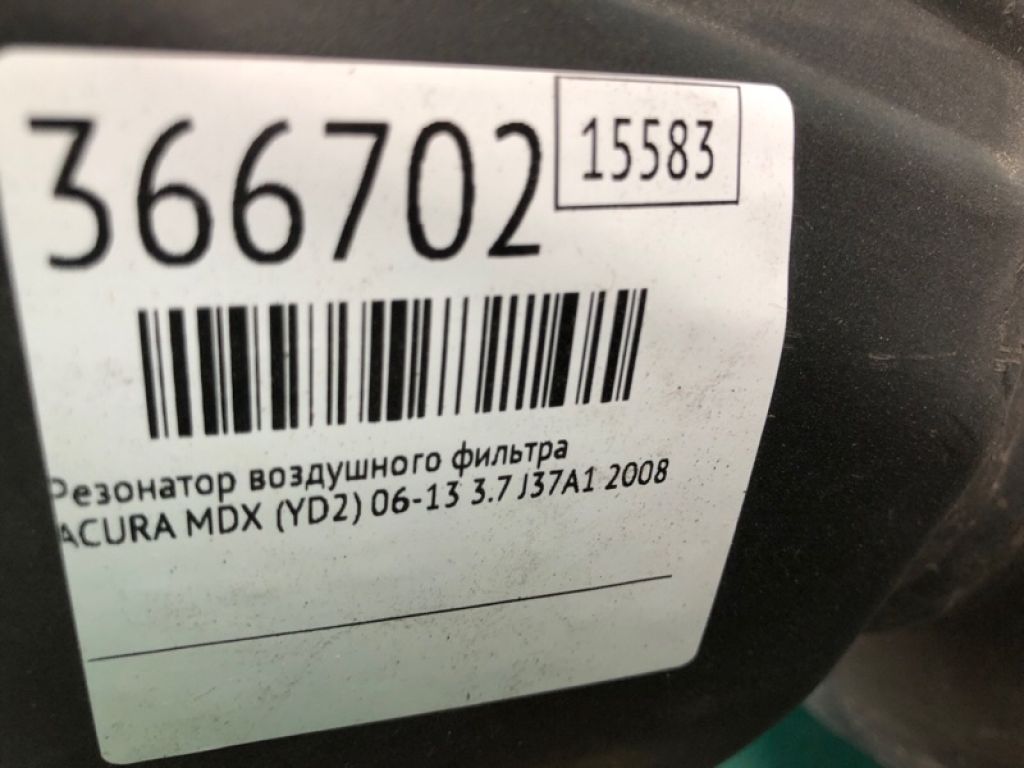 366702
15583
Резонатор воздушного фильтра
ACURA MDX (YD2) 06-13 3.7 J37A1 2008